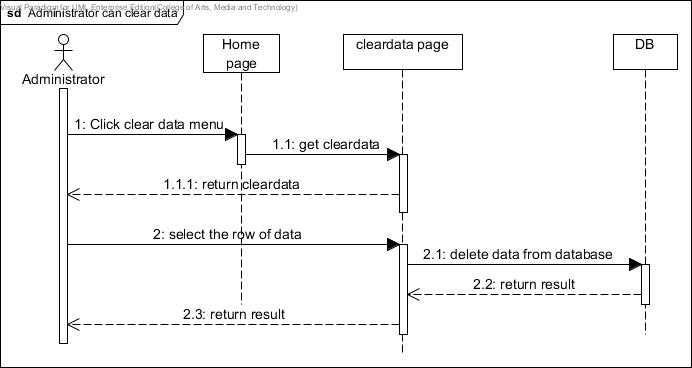 Visual Paradigm for UML Enterprise Edition(College of Arts, Media and Technology)
sd Administrator can clear data
Home
page
cleardata page
DB
Administrator
1: Click clear data menu
1.1: get cleardata
1.1.1: return cleardata
2: select the row of data
2.1: delete data from database
2.2: return result
2.3: return result